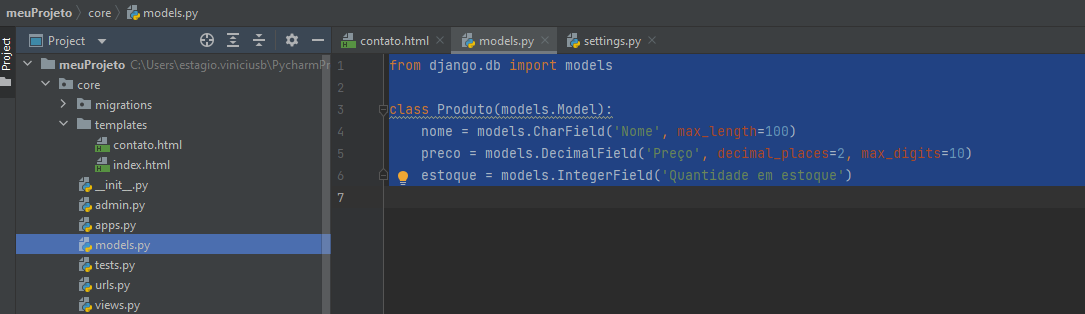 meuProjeto core models.py
Project
Project
contato.html models.py settings.py
meuProjeto C:\Users\estagio.viniciusb\PycharmPr
core
migrations
templates
contato.html
index.html
__init__.py
admin.py
apps.py
models.py
tests.py
urls.py
views.py
1 from django.db import models
2
3 class Produto(models.Model):
4 nome = models.CharField('Nome', max_length=100)
5 preco = models.DecimalField('Preço', decimal_places=2, max_digits=10)
6 estoque = models.IntegerField('Quantidade em estoque')
7